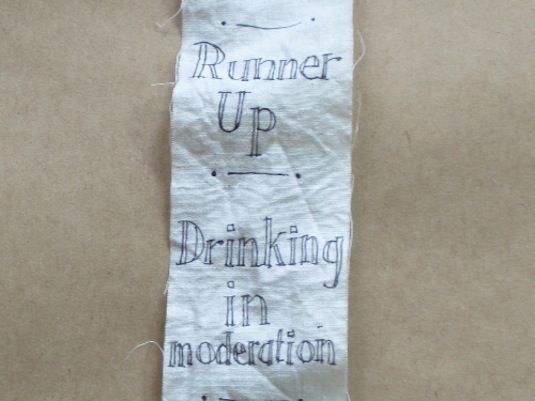 Runner
Up
Drinking
in
moderation